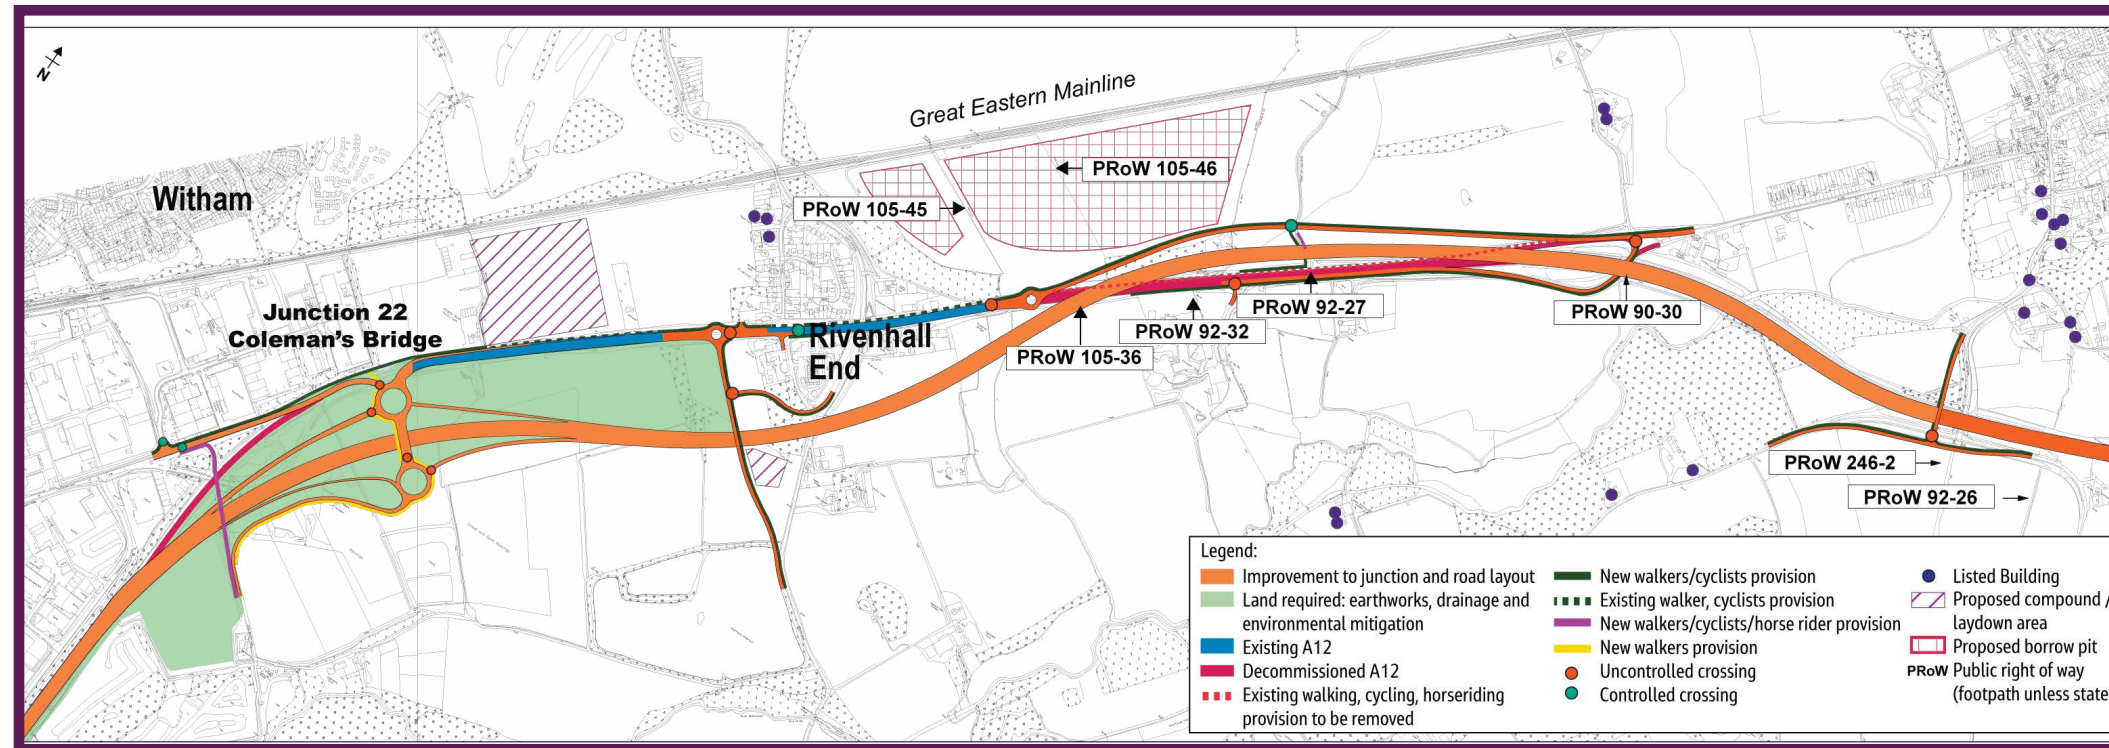 N
Great Eastern Mainline
Witham
PRoW 105-46
PRoW 105-45
Junction 22
Coleman's Bridge
Rivenhall
End
PRoW 105-36
PRoW 92-32
PRoW 92-27
PRoW 90-30
PRoW 246-2
PRoW 92-26
Legend:
Improvement to junction and road layout
Land required: earthworks, drainage and
environmental mitigation
Existing A12
Decommissioned A12
Existing walking, cycling, horseriding
provision to be removed
New walkers/cyclists provision
Existing walker, cyclists provision
New walkers/cyclists/horse rider provision
New walkers provision
Uncontrolled crossing
Controlled crossing
Listed Building
Proposed compound /
laydown area
Proposed borrow pit
PRoW Public right of way
(footpath unless state